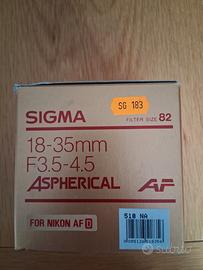 SG 183
SIGMA
FILTER SIZE 82
18-35mm
F3.5-4.5
ASPHERICAL AF
FOR NIKON AF D
510 NA
subito